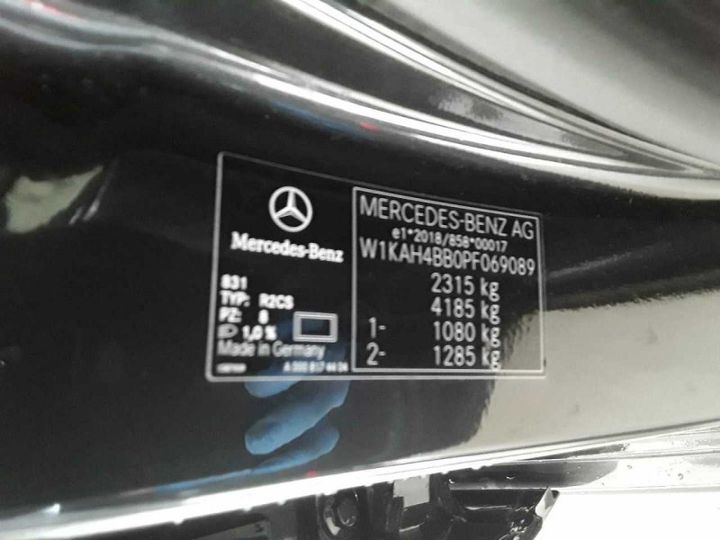 Mercedes-Benz
831
TYP: R2CS
PZ: 8
1,0 %
Made in Germany
MERCEDES-BENZ AG
e1*2018/858*00017
W1KAH4BB0PF069089
2315 kg
4185 kg
1- 1080 kg
2- 1285 kg